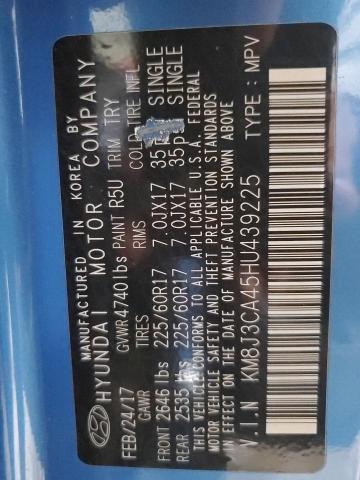 MANUFACTURED IN KOREA BY
HYUNDAI MOTOR COMPANY
FEB/24/17 GVWR 4740 lbs PAINT R5U TRIM TRY
GAWR TIRES RIMS COLD TIRE INFL
FRONT 2646 lbs 225/60R17 7.0JX17 35 SINGLE
REAR 2535 lbs 225/60R17 7.0JX17 35 SINGLE
THIS VEHICLE CONFORMS TO ALL APPLICABLE U.S. FEDERAL
MOTOR VEHICLE SAFETY AND THEFT PREVENTION STANDARDS
IN EFFECT ON THE DATE OF MANUFACTURE SHOWN ABOVE
V.I.N KM8J3CA45HU439225 TYPE : MPV